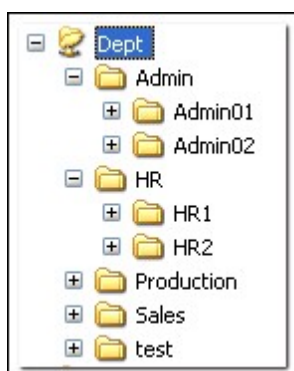 Dept
Admin
Admin01
Admin02
HR
HR1
HR2
Production
Sales
test